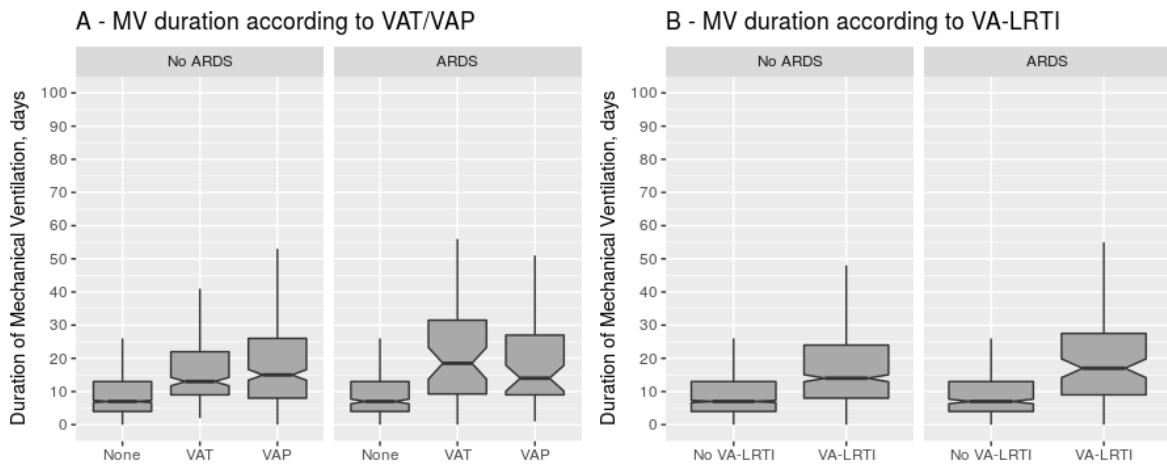 A - MV duration according to VAT/VAP
No ARDS
ARDS
Duration of Mechanical Ventilation, days
100
90
80
70
60
50
40
30
20
10
0
None
VAT
VAP
None
VAT
VAP
B - MV duration according to VA-LRTI
No ARDS
ARDS
Duration of Mechanical Ventilation, days
100
90
80
70
60
50
40
30
20
10
0
No VA-LRTI
VA-LRTI
No VA-LRTI
VA-LRTI